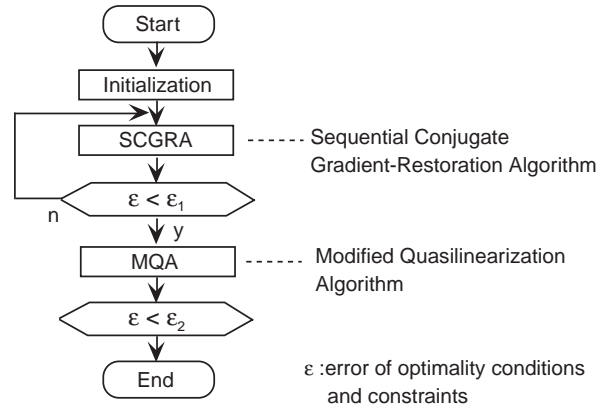 Start
Initialization
SCGRA
Sequential Conjugate
Gradient-Restoration Algorithm
ε < ε₁
n
y
MQA
Modified Quasilinearization
Algorithm
ε < ε₂
End
ε :error of optimality conditions
and constraints